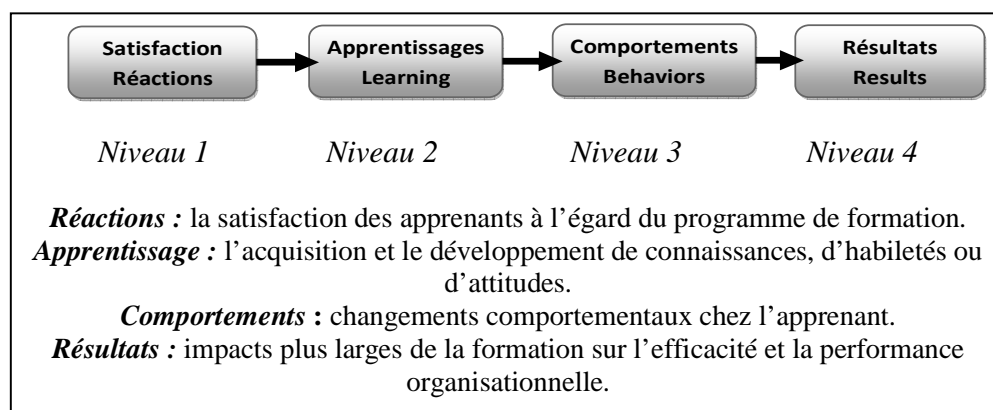 Satisfaction
Réactions
Apprentissages
Learning
Comportements
Behaviors
Résultats
Results
Niveau 1
Niveau 2
Niveau 3
Niveau 4
Réactions : la satisfaction des apprenants à l’égard du programme de formation.
Apprentissage : l’acquisition et le développement de connaissances, d’habiletés ou
d’attitudes.
Comportements : changements comportementaux chez l’apprenant.
Résultats : impacts plus larges de la formation sur l’efficacité et la performance
organisationnelle.